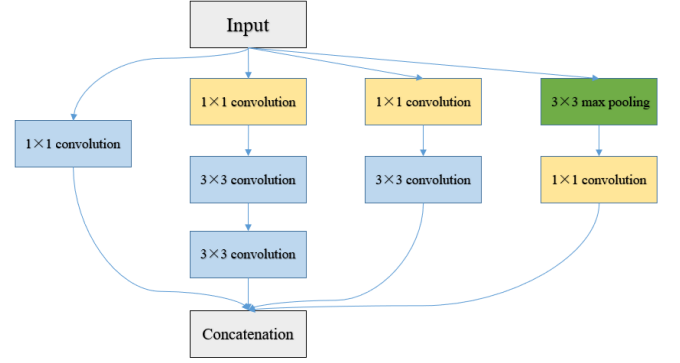 Input
1×1 convolution
1×1 convolution
3×3 max pooling
1×1 convolution
3×3 convolution
3×3 convolution
1×1 convolution
3×3 convolution
Concatenation